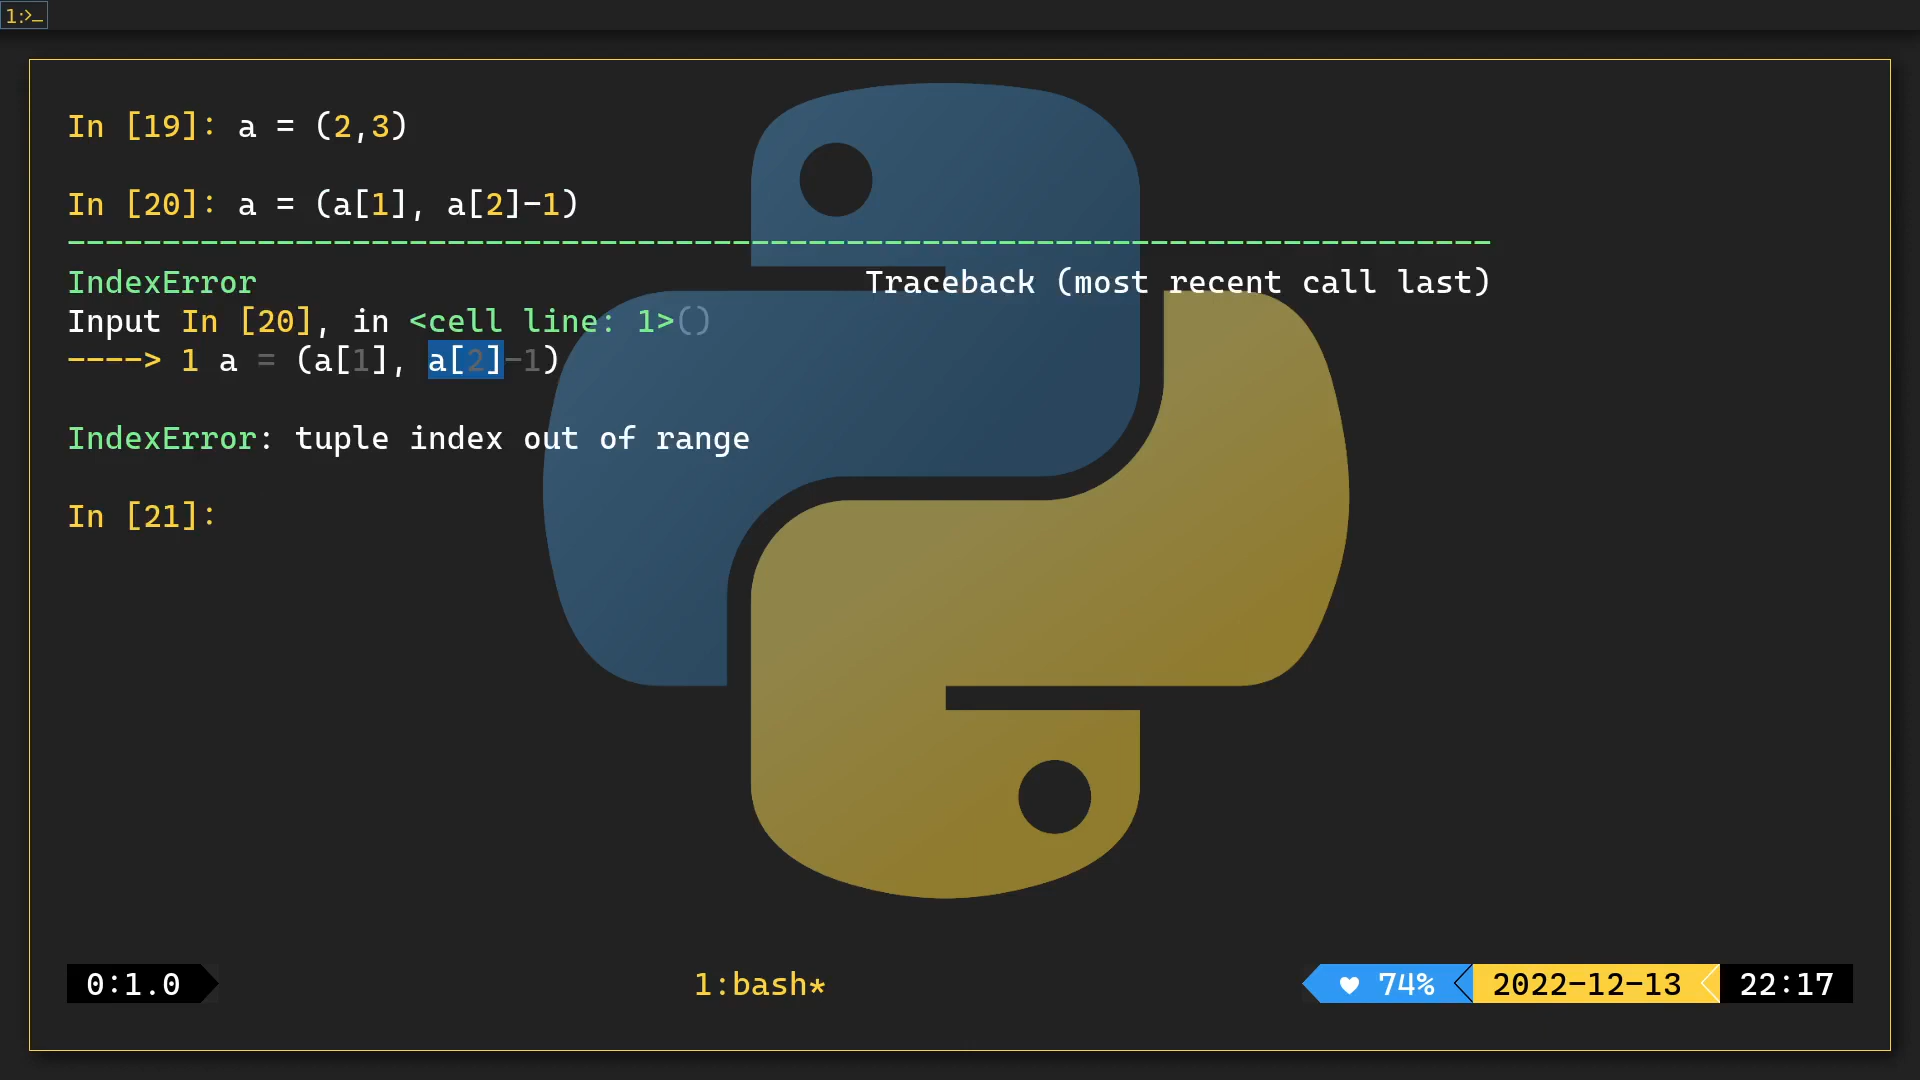 1:>_
In [19]: a = (2,3)
In [20]: a = (a[1], a[2]-1)
---------------------------------------------------------------------------
IndexError                                Traceback (most recent call last)
Input In [20], in <cell line: 1>()
----> 1 a = (a[1], a[2]-1)
IndexError: tuple index out of range
In [21]:
0:1.0 1:bash* ♥ 74% 2022-12-13 22:17